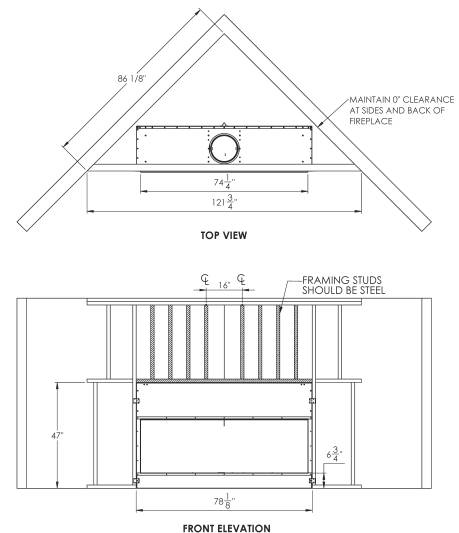 86 1/8"
MAINTAIN 0" CLEARANCE
AT SIDES AND BACK OF
FIREPLACE
74 1/4"
121 3/4"
TOP VIEW
℄ ℄
16"
FRAMING STUDS
SHOULD BE STEEL
47"
6 3/4"
78 1/8"
FRONT ELEVATION